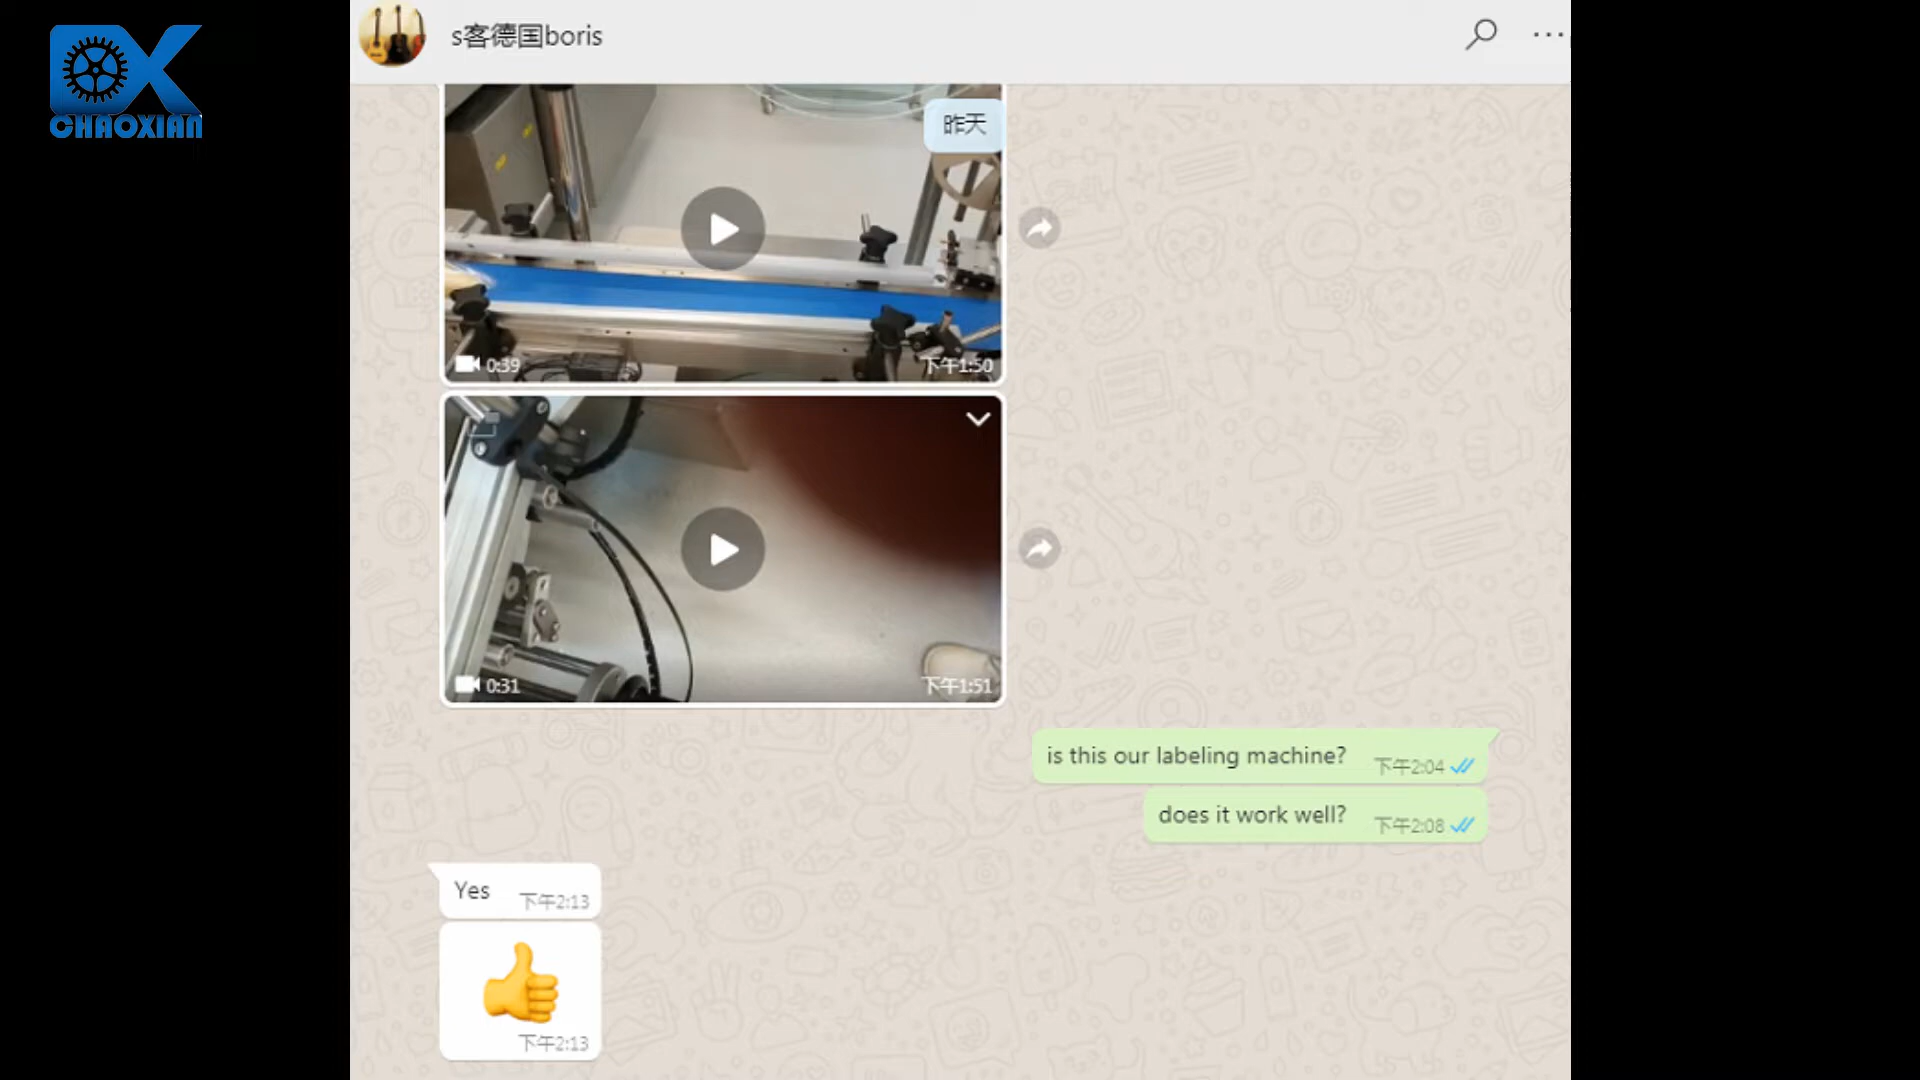 CHAOXIAN
s客德国boris
昨天
0:39
下午1:50
0:31
下午1:51
is this our labeling machine?
下午2:04
does it work well?
下午2:08
Yes
下午2:13
下午2:13